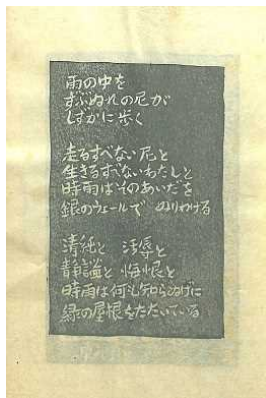 雨の中を
ずぶぬれの尼が
しずかに歩く
走るすべない尼と
生きるすべないわたしと
時雨はそのあいだを
銀のヴェールで ぬりわける
清純と 汚辱と
静謐と 悔恨と
時雨は何も知らぬげに
緑の屋根をたたいている